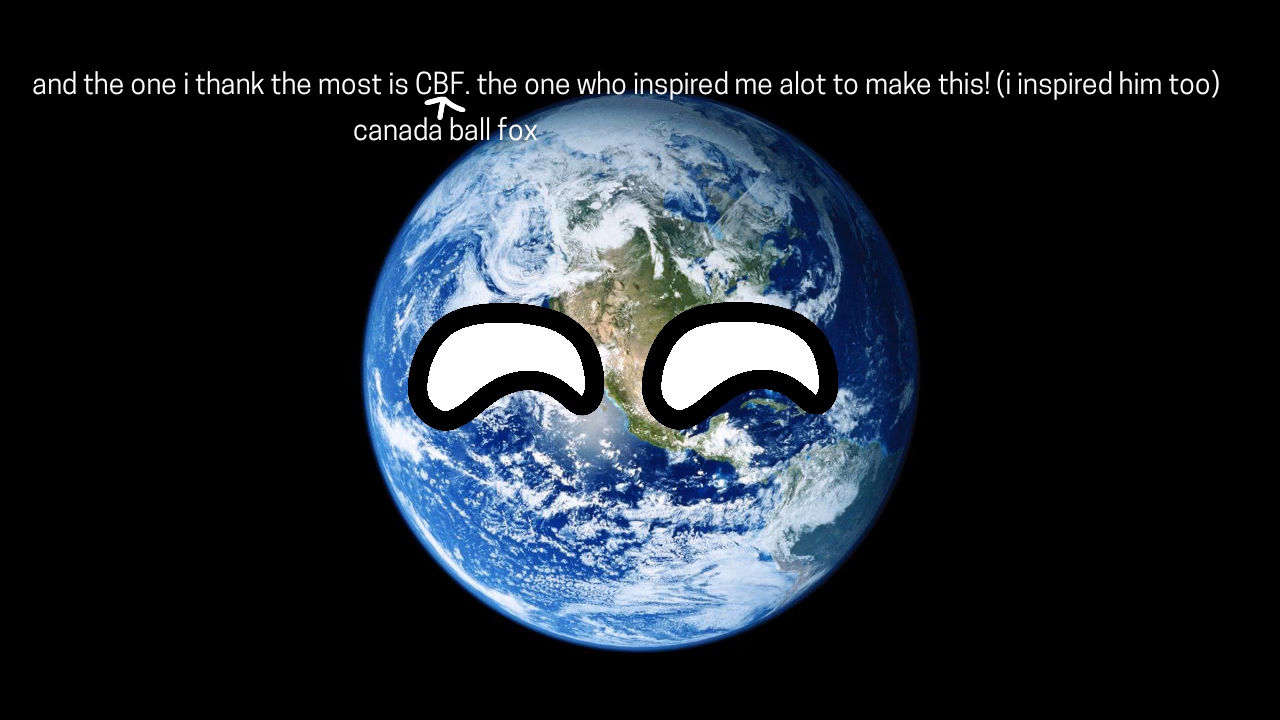 and the one i thank the most is CBF. the one who inspired me alot to make this! (i inspired him too)
canada ball fox